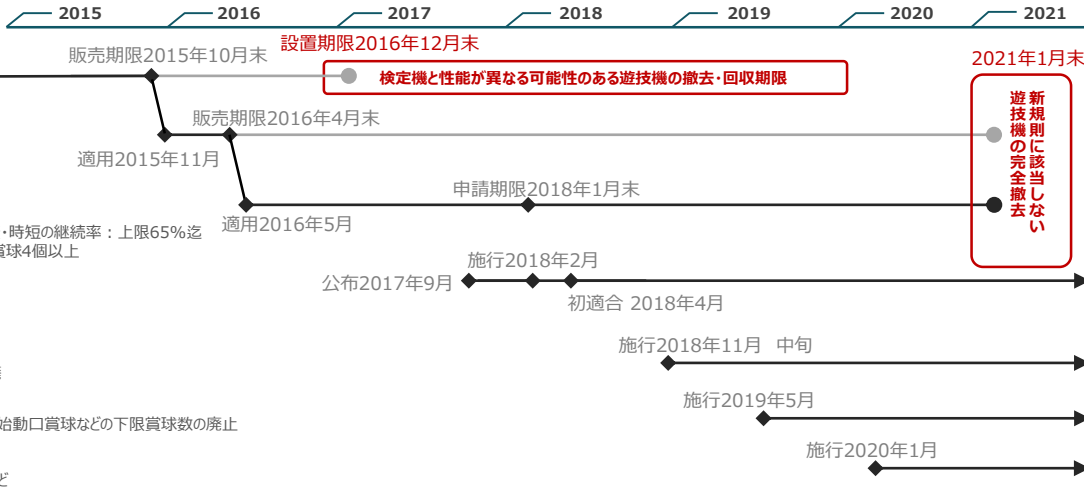 2015 2016 2017 2018 2019 2020 2021
設置期限2016年12月末
販売期限2015年10月末
2021年1月末
検定機と性能が異なる可能性のある遊技機の撤去・回収期限
新規則に該当しない
遊技機の完全撤去
販売期限2016年4月末
適用2015年11月
申請期限2018年1月末
適用2016年5月
・時短の継続率：上限65%迄
賞球4個以上
施行2018年2月
公布2017年9月
初適合 2018年4月
施行2018年11月 中旬
施行2019年5月
始動口賞球などの下限賞球数の廃止
施行2020年1月
ど